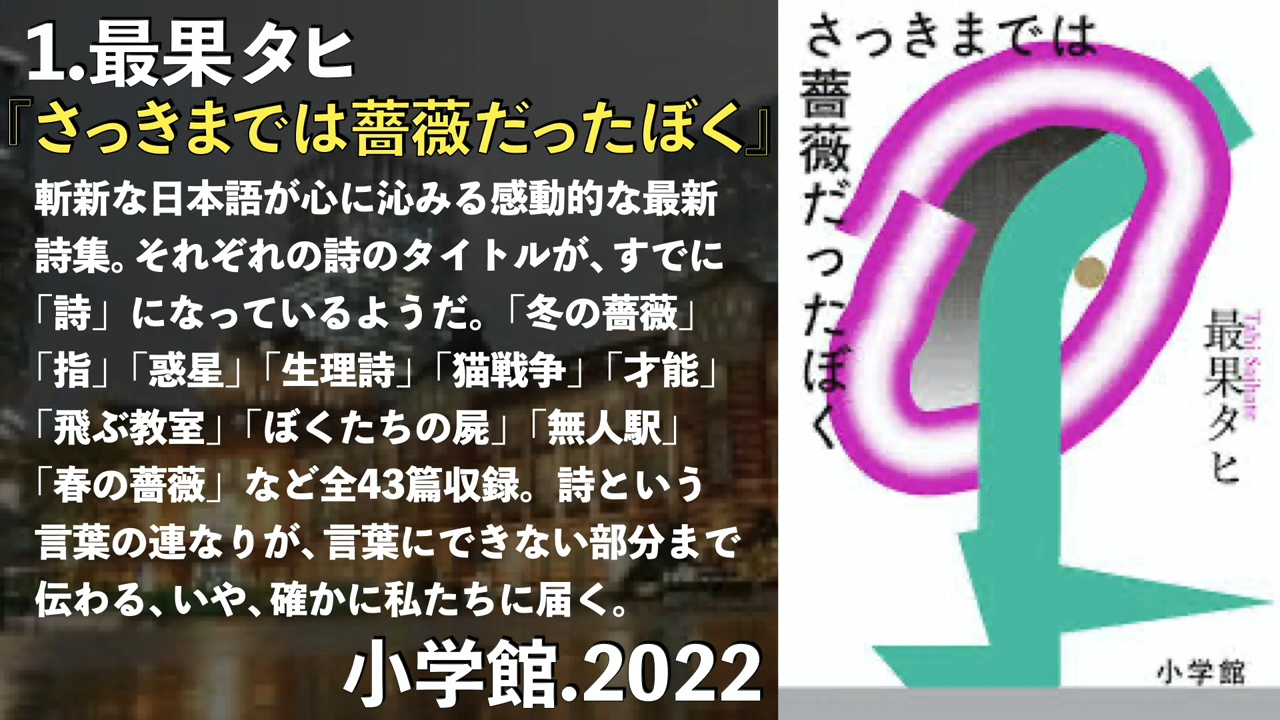 1.最果タヒ
『さっきまでは薔薇だったぼく』
斬新な日本語が心に沁みる感動的な最新
詩集。それぞれの詩のタイトルが、すでに
「詩」になっているようだ。「冬の薔薇」
「指」「惑星」「生理詩」「猫戦争」「才能」
「飛ぶ教室」「ぼくたちの屍」「無人駅」
「春の薔薇」など全43篇収録。詩という
言葉の連なりが、言葉にできない部分まで
伝わる、いや、確かに私たちに届く。
小学館.2022
さっきまでは
薔薇だったぼく
最果タヒ
Tahi Saihate
小学館